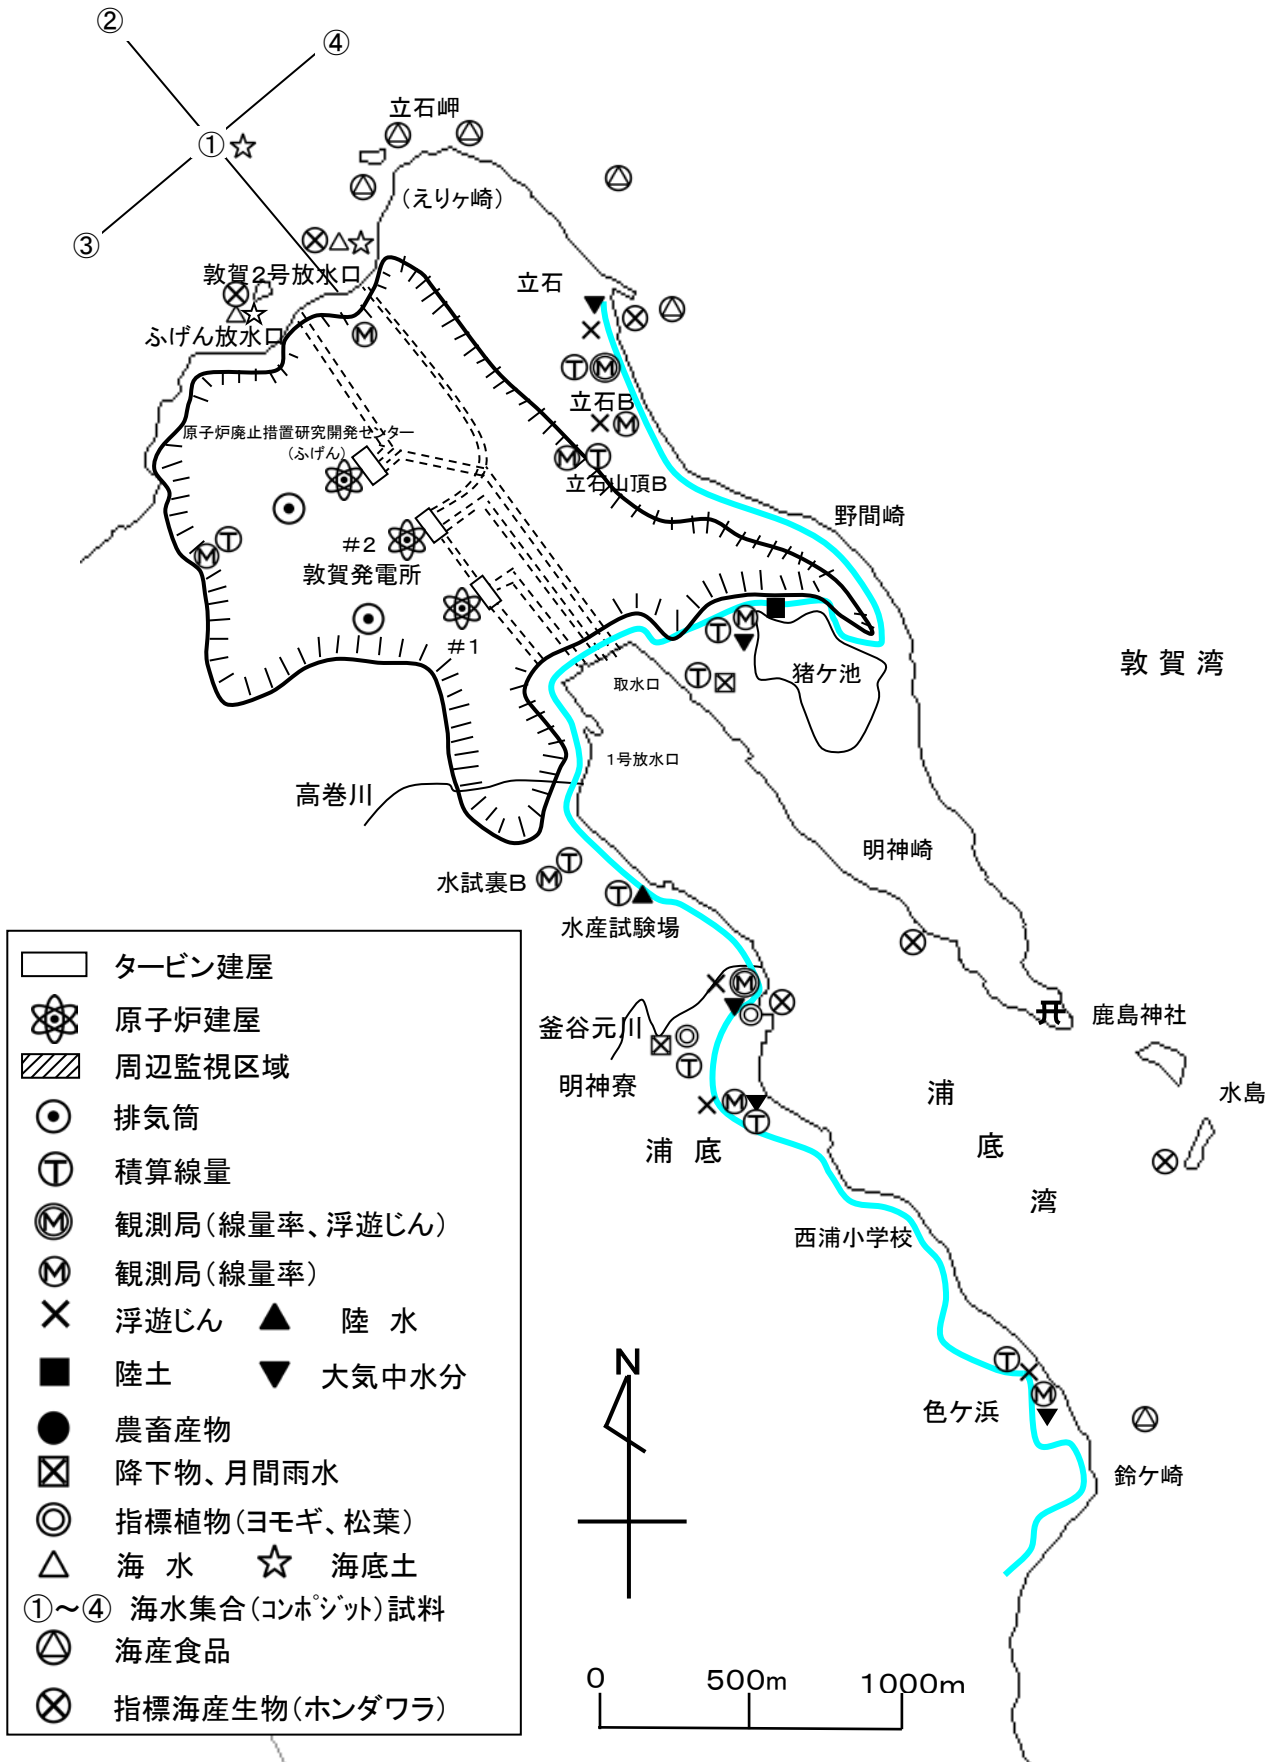 ②
④
立石岬
①
(えりヶ崎)
③
敦賀2号放水口
立石
ふげん放水口
M
T M
立石B
M
原子炉廃止措置研究開発センター
(ふげん)
M T
立石山頂B
野間崎
T
M
#2
敦賀発電所
#1
M
T
敦賀湾
T
猪ケ池
取水口
1号放水口
高巻川
明神崎
T
M
水試裏B
T
水産試験場
M
鹿島神社
釜谷元川
T
明神寮
水島
浦底湾
M
T
浦 底
西浦小学校
T
M
色ケ浜
鈴ケ崎
N
0 500m 1000m
タービン建屋
原子炉建屋
周辺監視区域
排気筒
T 積算線量
M 観測局(線量率、浮遊じん)
M 観測局(線量率)
浮遊じん 陸 水
陸土 大気中水分
農畜産物
降下物、月間雨水
指標植物(ヨモギ、松葉)
海 水 海底土
①~④ 海水集合(コンポジット)試料
海産食品
指標海産生物(ホンダワラ)